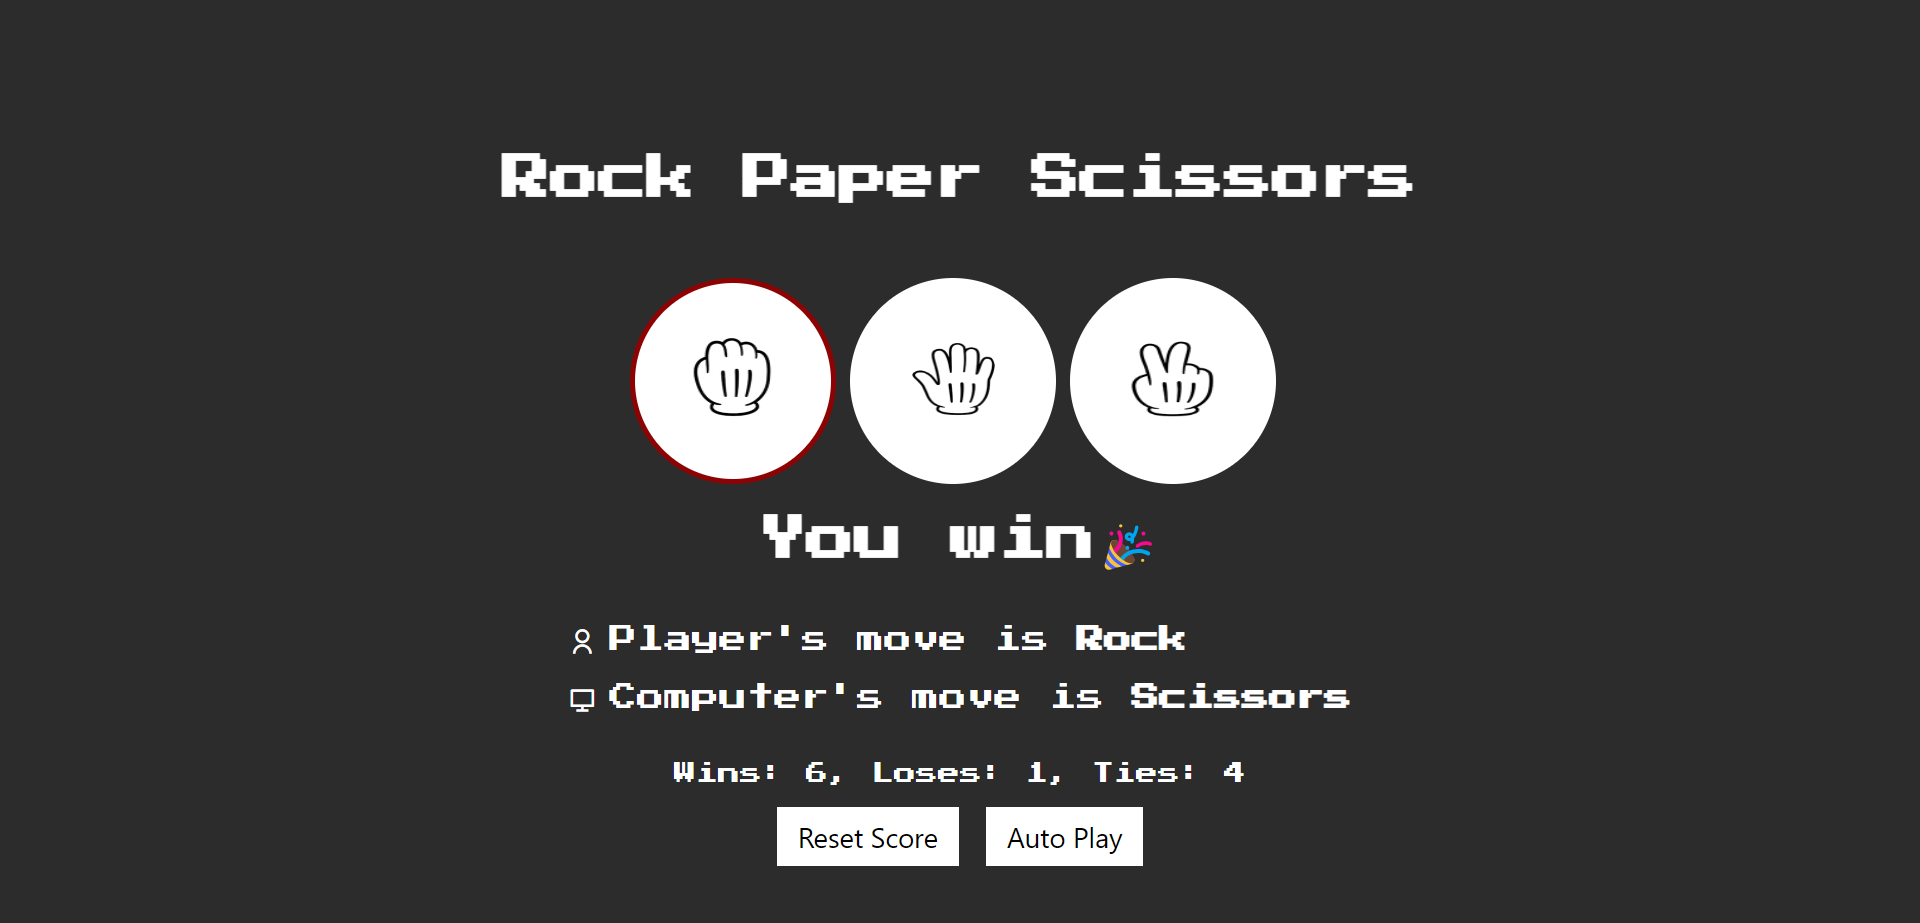 Rock Paper Scissors
You win🎉
Player's move is Rock
Computer's move is Scissors
Wins: 6, Loses: 1, Ties: 4
Reset Score
Auto Play